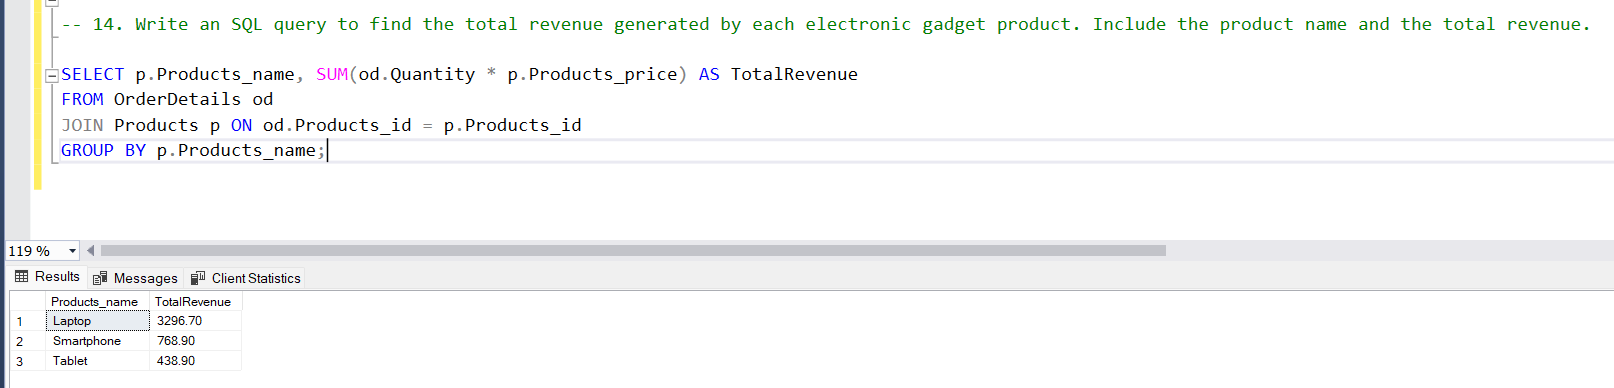 -- 14. Write an SQL query to find the total revenue generated by each electronic gadget product. Include the product name and the total revenue.
SELECT p.Products_name, SUM(od.Quantity * p.Products_price) AS TotalRevenue
FROM OrderDetails od
JOIN Products p ON od.Products_id = p.Products_id
GROUP BY p.Products_name;
119 %
Results Messages Client Statistics
Products_name TotalRevenue
1 Laptop 3296.70
2 Smartphone 768.90
3 Tablet 438.90